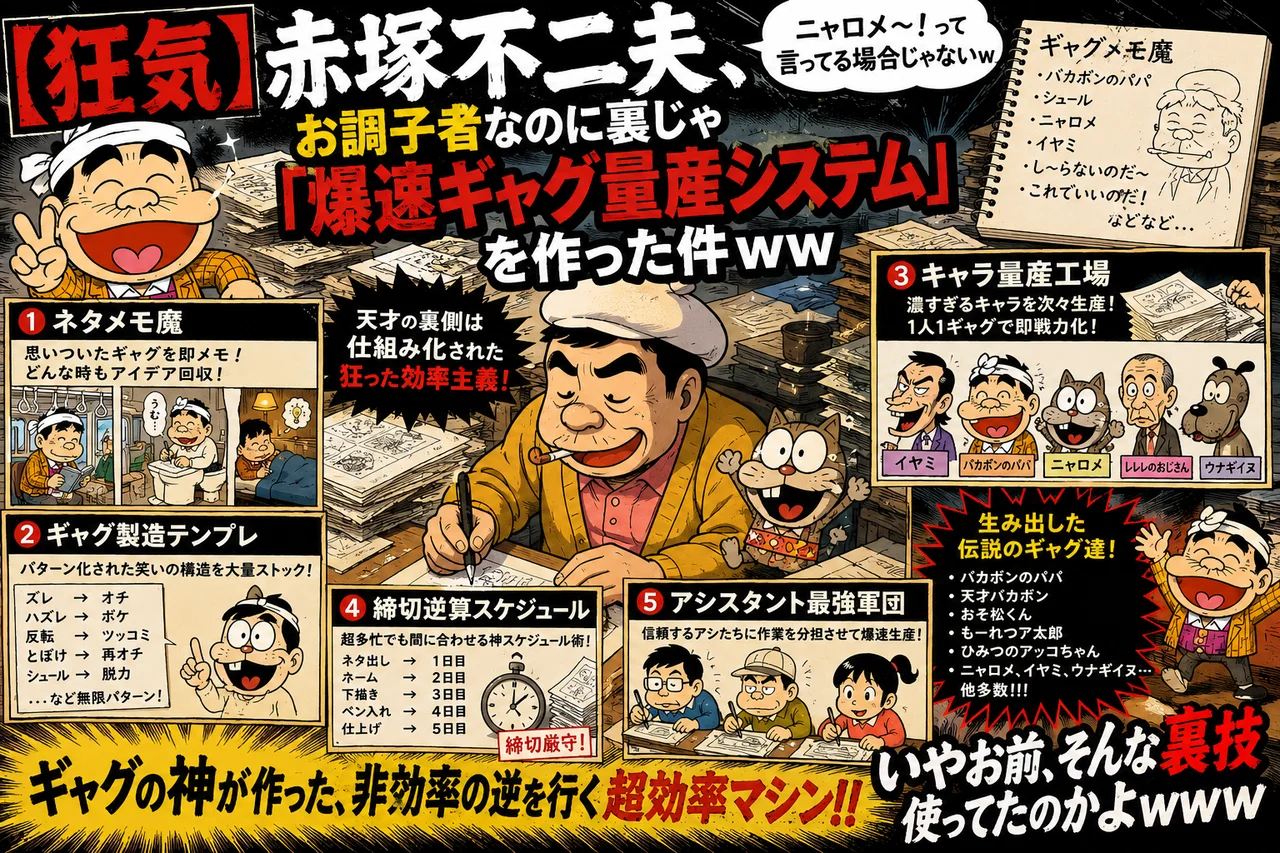 【狂気】赤塚不二夫、
お調子者なのに裏じゃ
「爆速ギャグ量産システム」
を作った件ww
ニャロメ～！って
言ってる場合じゃないw
ギャグメモ魔
・バカボンのパパ
・シュール
・ニャロメ
・イヤミ
・し～らないのだ～
・これでいいのだ！
などなど…
天才の裏側は
仕組み化された
狂った効率主義！
1 ネタメモ魔
思いついたギャグを即メモ！
どんな時もアイデア回収！
うむ…
2 ギャグ製造テンプレ
パターン化された笑いの構造を大量ストック！
ズレ → オチ
ハズレ → ボケ
反転 → ツッコミ
とぼけ → 再オチ
シュール → 脱力
...など無限パターン！
3 キャラ量産工場
濃すぎるキャラを次々生産！
1人1ギャグで即戦力化！
イヤミ
バカボンのパパ
ニャロメ
レレレのおじさん
ウナギイヌ
4 締切逆算スケジュール
超多忙でも間に合わせる神スケジュール術！
ネタ出し → 1日目
ネーム → 2日目
下描き → 3日目
ペン入れ → 4日目
仕上げ → 5日目
締切厳守！
5 アシスタント最強軍団
信頼するアシたちに作業を分担させて爆速生産！
生み出した
伝説のギャグ達！
・バカボンのパパ
・天才バカボン
・おそ松くん
・もーれつア太郎
・ひみつのアッコちゃん
・ニャロメ、イヤミ、ウナギイヌ…
他多数!!!
ギャグの神が作った、非効率の逆を行く超効率マシン!!
いやお前、そんな裏技
使ってたのかよwww